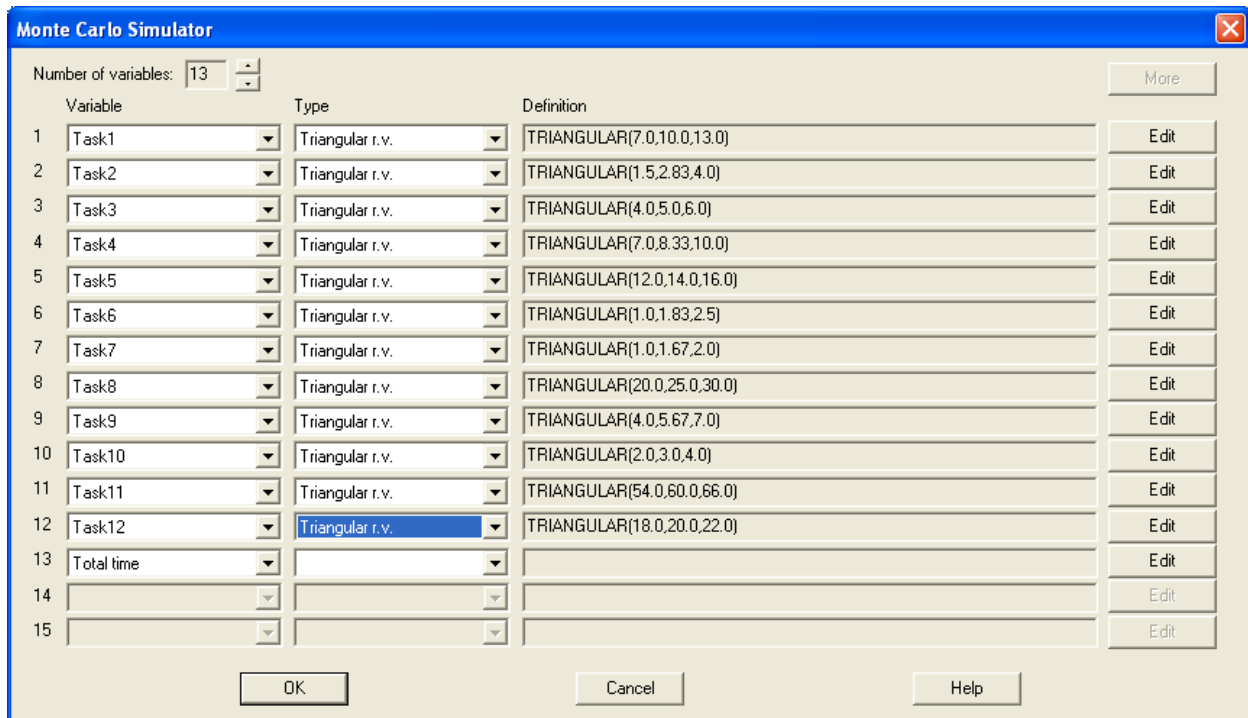 Monte Carlo Simulator
Number of variables: 13 More
Variable Type Definition
1 Task1 Triangular r.v. TRIANGULAR(7.0,10.0,13.0) Edit
2 Task2 Triangular r.v. TRIANGULAR(1.5,2.83,4.0) Edit
3 Task3 Triangular r.v. TRIANGULAR(4.0,5.0,6.0) Edit
4 Task4 Triangular r.v. TRIANGULAR(7.0,8.33,10.0) Edit
5 Task5 Triangular r.v. TRIANGULAR(12.0,14.0,16.0) Edit
6 Task6 Triangular r.v. TRIANGULAR(1.0,1.83,2.5) Edit
7 Task7 Triangular r.v. TRIANGULAR(1.0,1.67,2.0) Edit
8 Task8 Triangular r.v. TRIANGULAR(20.0,25.0,30.0) Edit
9 Task9 Triangular r.v. TRIANGULAR(4.0,5.67,7.0) Edit
10 Task10 Triangular r.v. TRIANGULAR(2.0,3.0,4.0) Edit
11 Task11 Triangular r.v. TRIANGULAR(54.0,60.0,66.0) Edit
12 Task12 Triangular r.v. TRIANGULAR(18.0,20.0,22.0) Edit
13 Total time Edit
14 Edit
15 Edit
OK Cancel Help